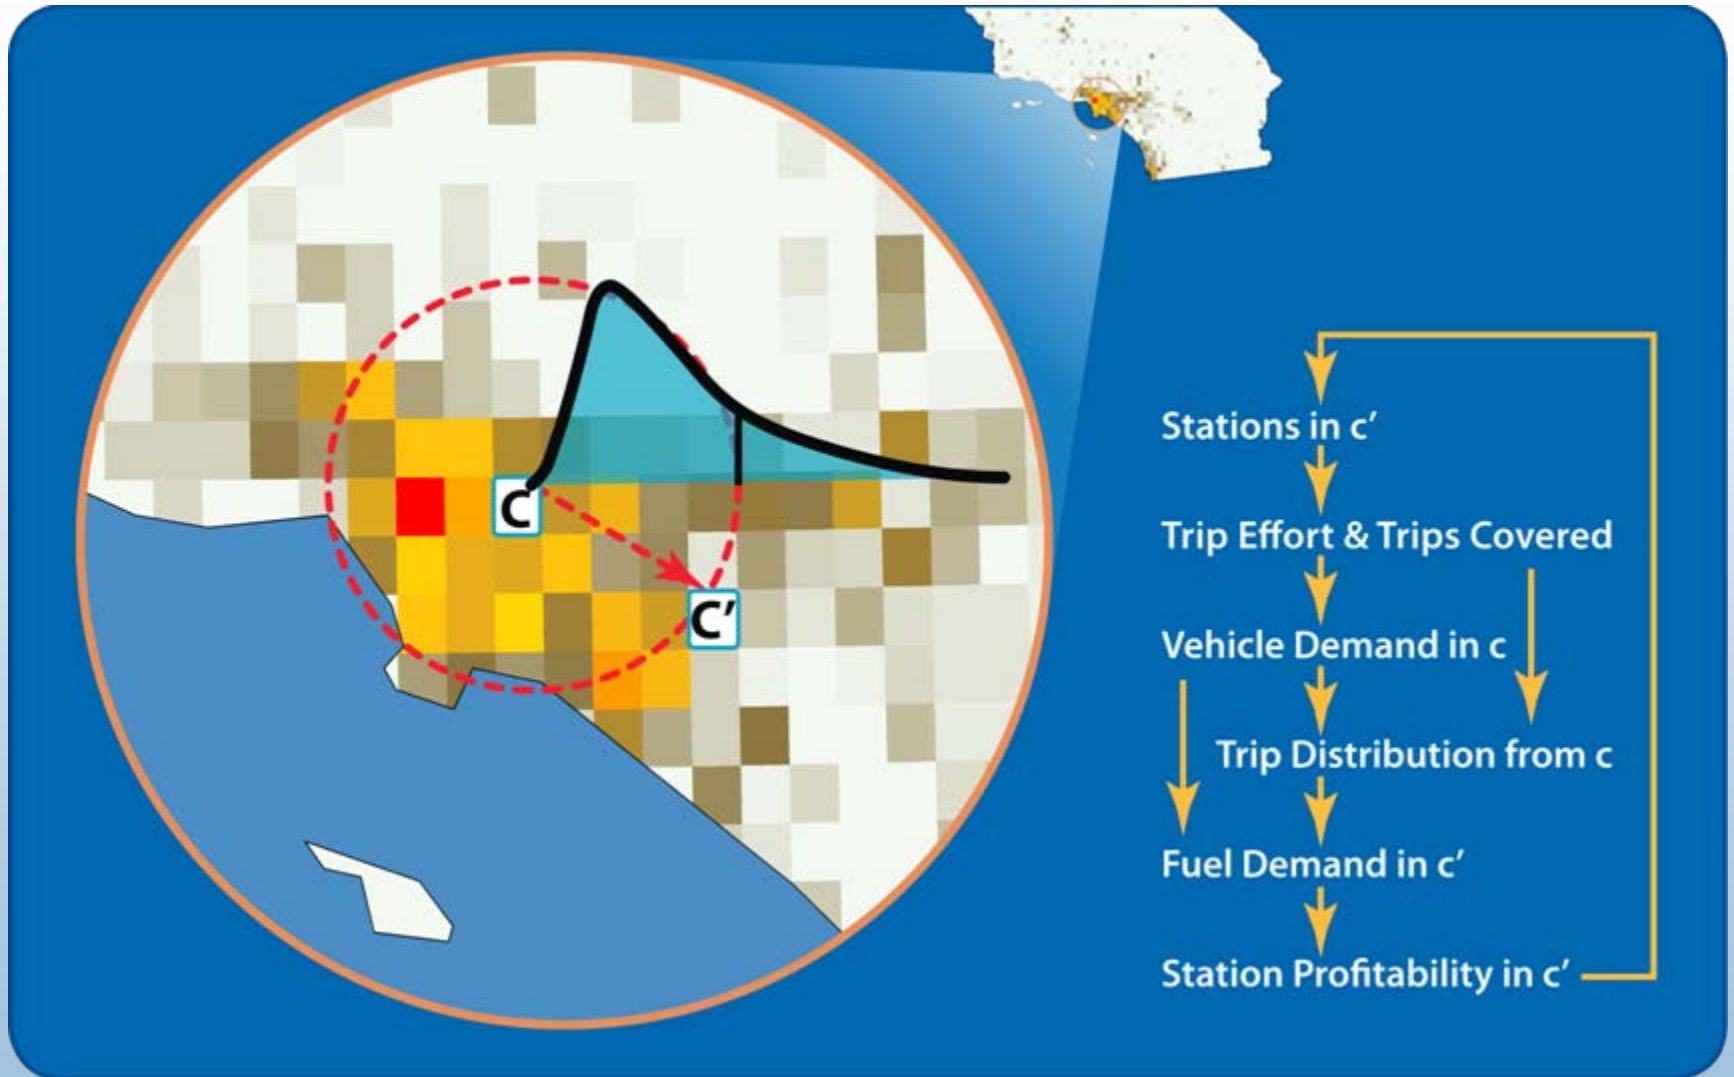 C
C′
Stations in c′
Trip Effort & Trips Covered
Vehicle Demand in c
Trip Distribution from c
Fuel Demand in c′
Station Profitability in c′